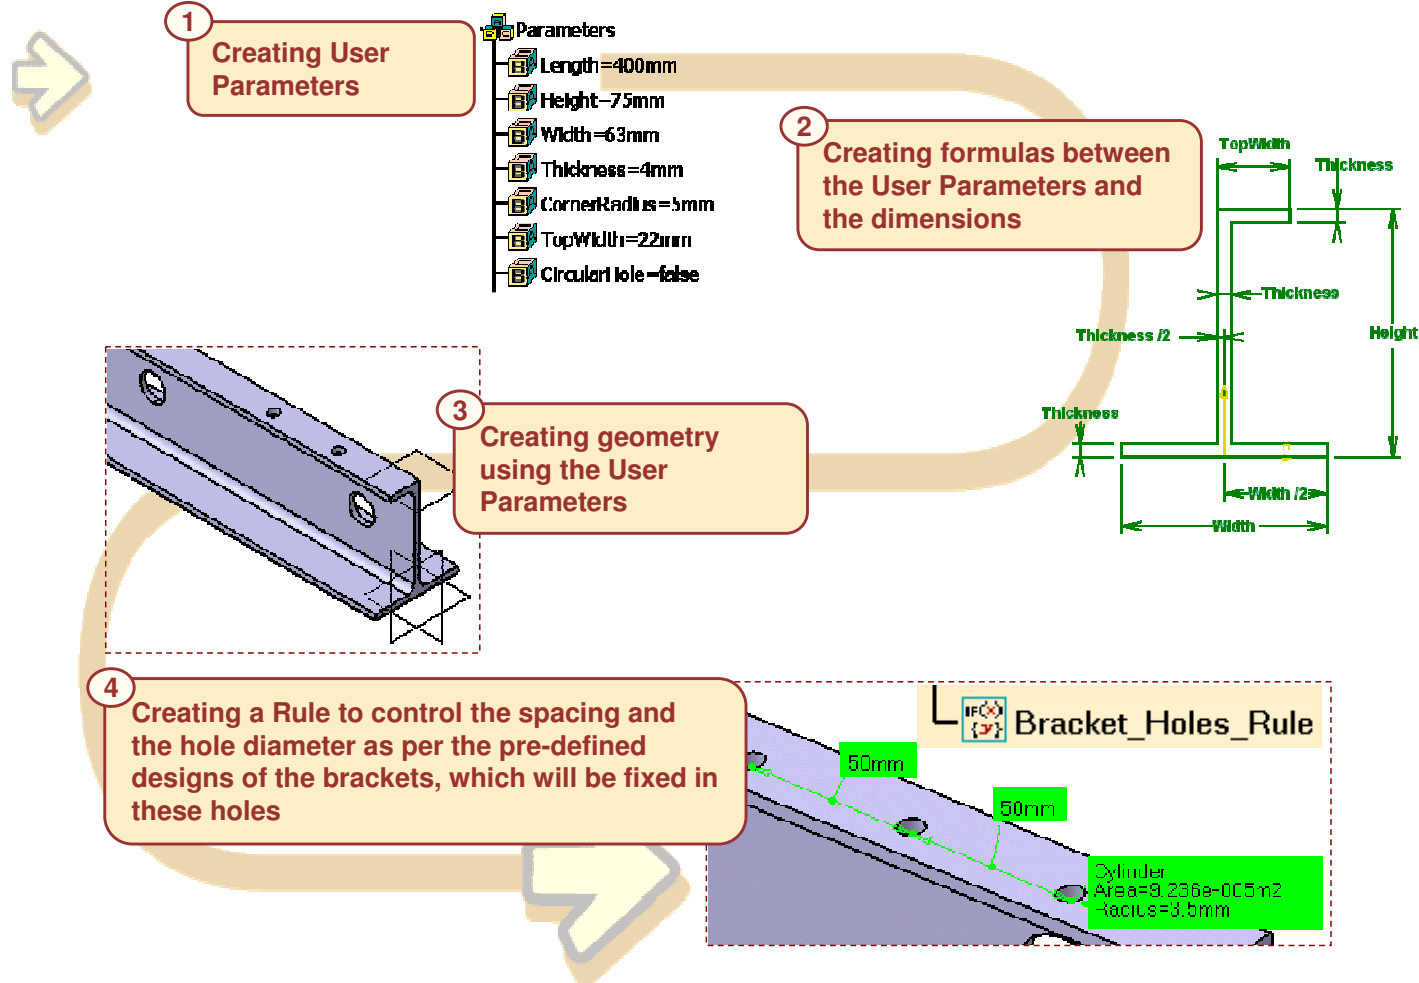 1
Creating User
Parameters
Parameters
Length=400mm
Height=75mm
Width=63mm
Thickness=4mm
CornerRadius=5mm
TopWidth=22mm
CircularHole=false
2
Creating formulas between
the User Parameters and
the dimensions
TopWidth
Thickness
Thickness
Thickness /2
Height
Thickness
Width /2
Width
3
Creating geometry
using the User
Parameters
4
Creating a Rule to control the spacing and
the hole diameter as per the pre-defined
designs of the brackets, which will be fixed in
these holes
IF(x)
{y}
Bracket_Holes_Rule
50mm
50mm
Cylinder
Area=9.236e-005m2
Radius=3.5mm